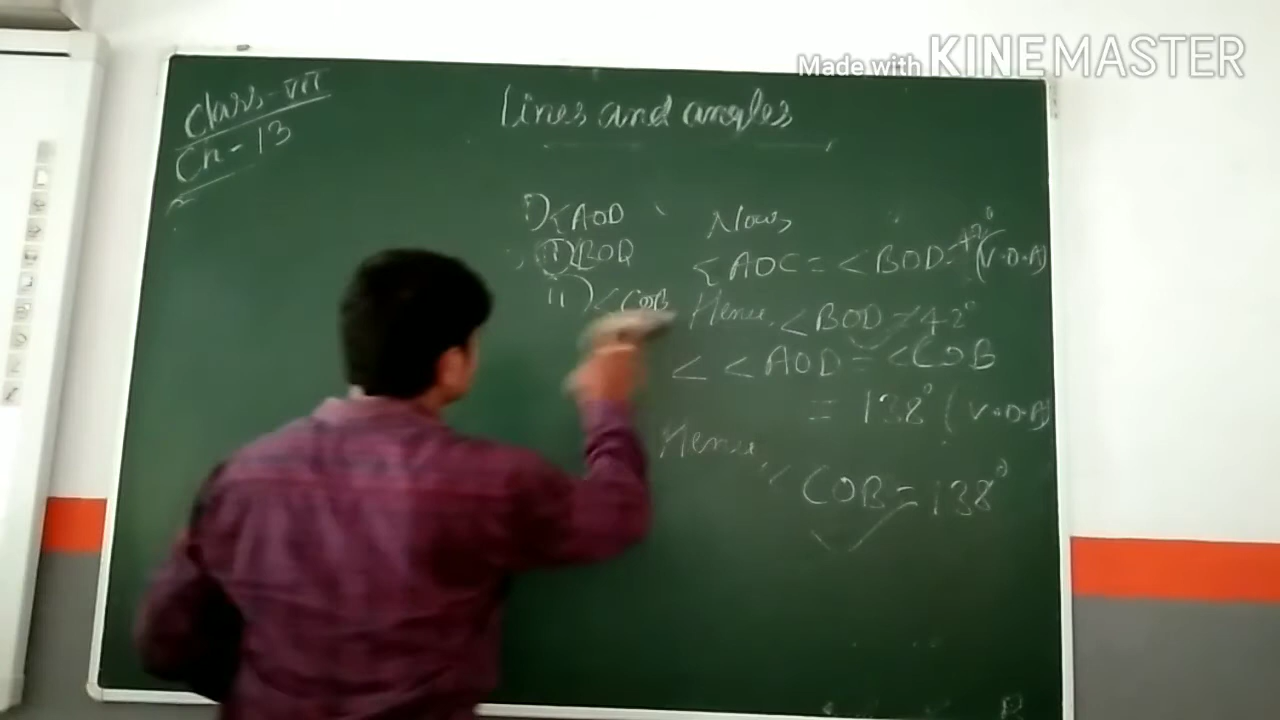 Made with KINEMASTER
Class-VII
Ch-13
Lines and angles
i) <AOD
ii) BOD
ii) <COB
Now,
<AOC = <BOD = 42° (V.O.A)
Hence, <BOD = 42°
< <AOD = <COB
= 138° (V.O.A)
Hence, <COB = 138°